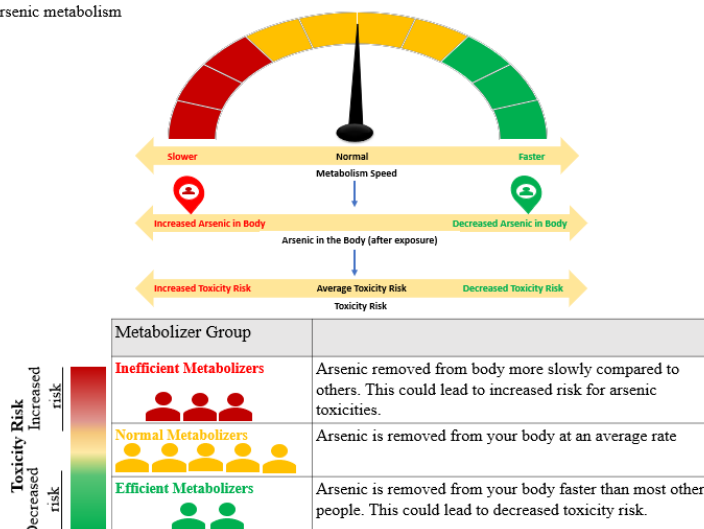 rsenic metabolism
Slower Normal Faster
Metabolism Speed
Increased Arsenic in Body Decreased Arsenic in Body
Arsenic in the Body (after exposure)
Increased Toxicity Risk Average Toxicity Risk Decreased Toxicity Risk
Toxicity Risk
Metabolizer Group
Inefficient Metabolizers
Arsenic removed from body more slowly compared to
others. This could lead to increased risk for arsenic
toxicities.
Normal Metabolizers
Arsenic is removed from your body at an average rate
Efficient Metabolizers
Arsenic is removed from your body faster than most other
people. This could lead to decreased toxicity risk.
Toxicity Risk
Increased
risk
Decreased
risk